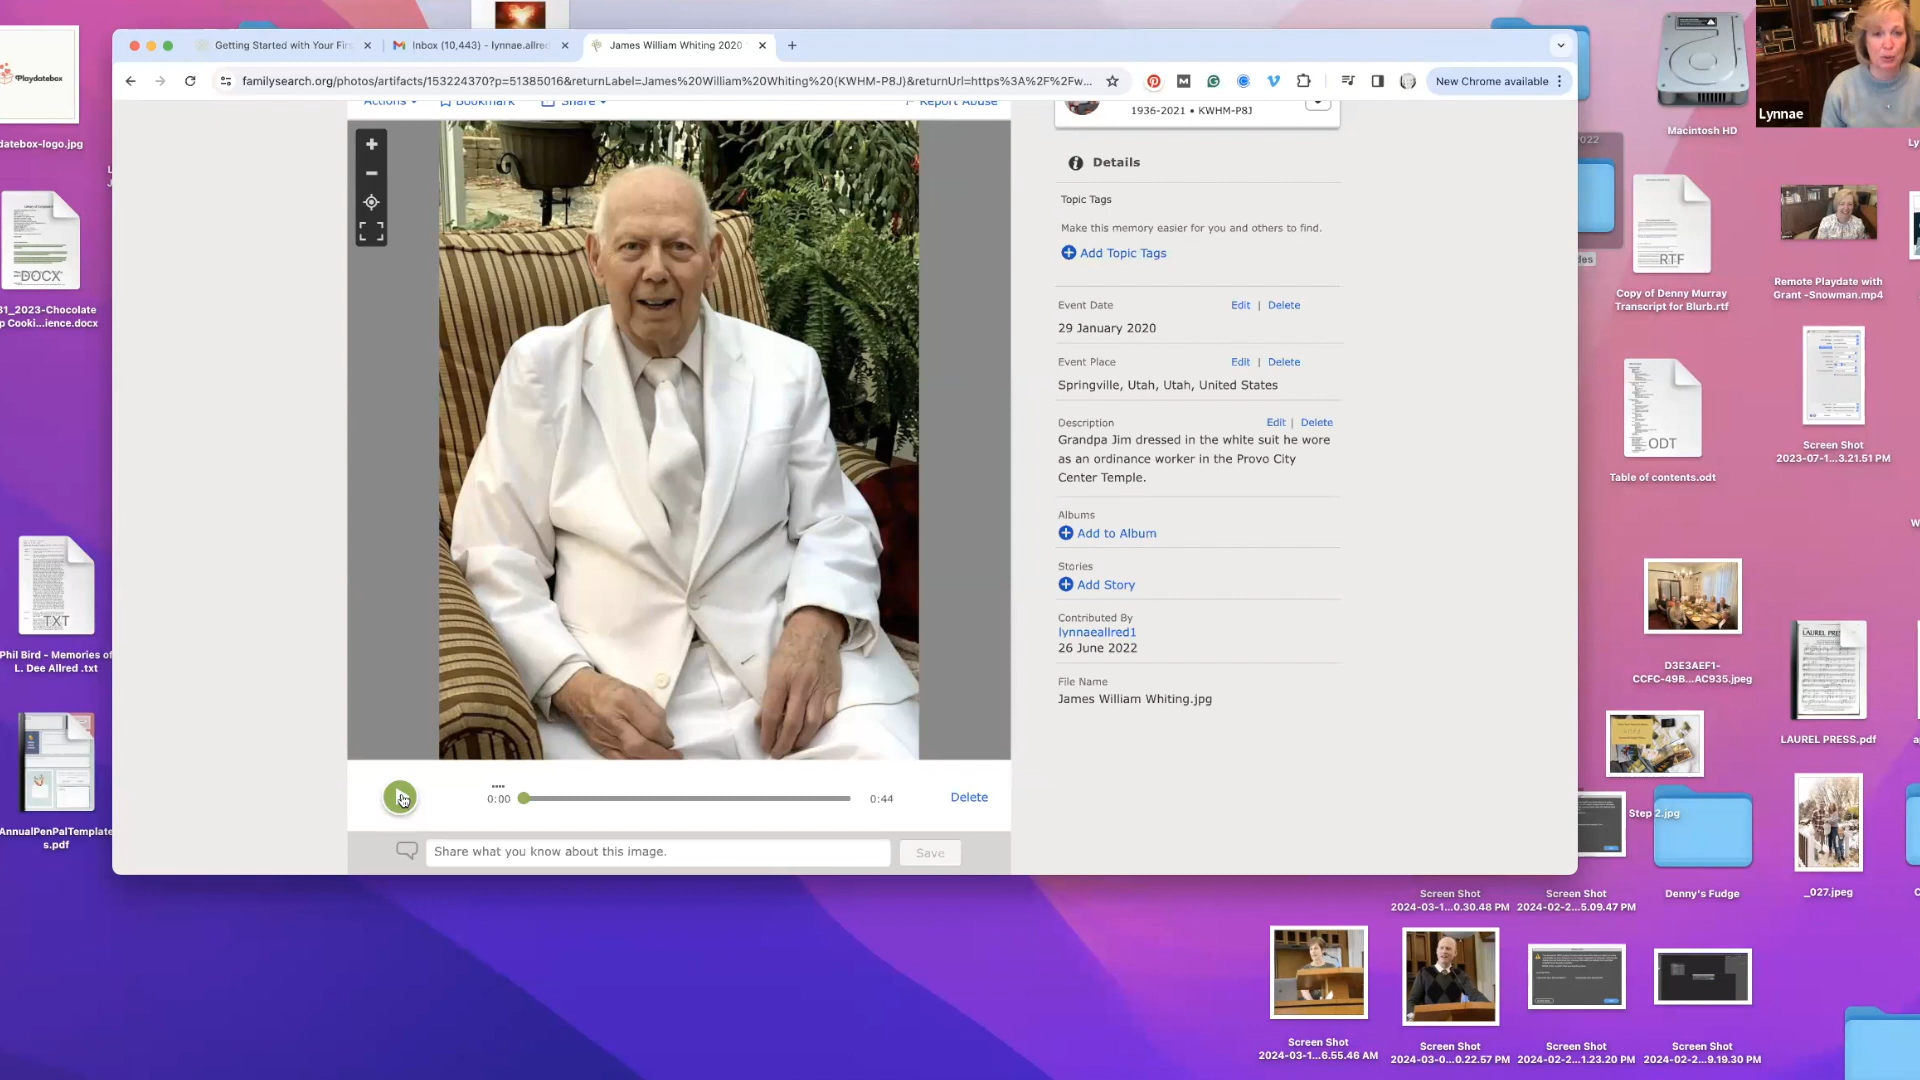 Getting Started with Your Firs
Inbox (10,443) - lynnae.allred
James William Whiting 2020
familysearch.org/photos/artifacts/153224370?p=51385016&returnLabel=James%20William%20Whiting%20(KWHM-P8J)&returnUrl=https%3A%2F%2Fw...
New Chrome available
Lynnae
Actions
Bookmark
Share
Report Abuse
1936-2021 • KWHM-P8J
Details
Topic Tags
Make this memory easier for you and others to find.
Add Topic Tags
Event Date
Edit | Delete
29 January 2020
Event Place
Edit | Delete
Springville, Utah, Utah, United States
Description
Edit | Delete
Grandpa Jim dressed in the white suit he wore
as an ordinance worker in the Provo City
Center Temple.
Albums
Add to Album
Stories
Add Story
Contributed By
lynnaeallred1
26 June 2022
File Name
James William Whiting.jpg
0:00
0:44
Delete
Share what you know about this image.
Save
Playdatebox
datebox-logo.jpg
DOCX
31_2023-Chocolate
p Cooki...ience.docx
TXT
Phil Bird - Memories of
L. Dee Allred .txt
AnnualPenPalTemplate
s.pdf
Macintosh HD
RTF
Copy of Denny Murray
Transcript for Blurb.rtf
Remote Playdate with
Grant -Snowman.mp4
ODT
Table of contents.odt
Screen Shot
2023-07-1...3.21.51 PM
D3E3AEF1-
CCFC-49B...AC935.jpeg
LAUREL PRESS
LAUREL PRESS.pdf
Step 2.jpg
Denny's Fudge
_027.jpeg
Screen Shot
2024-03-1...0.30.48 PM
Screen Shot
2024-02-2...5.09.47 PM
Screen Shot
2024-03-1...6.55.46 AM
Screen Shot
2024-03-0...0.22.57 PM
Screen Shot
2024-02-2...1.23.20 PM
Screen Shot
2024-02-2...9.19.30 PM